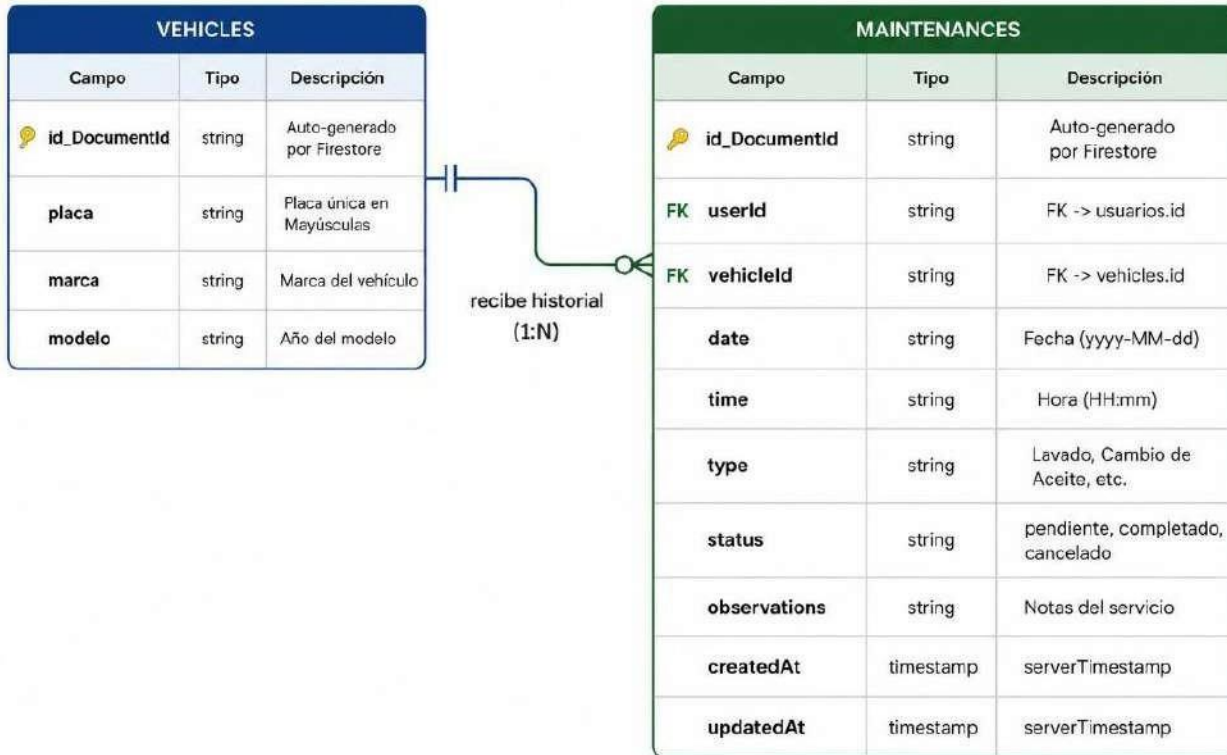 VEHICLES
Campo Tipo Descripción
id_DocumentId string Auto-generado
por Firestore
placa string Placa única en
Mayúsculas
marca string Marca del vehículo
modelo string Año del modelo
recibe historial
(1:N)
MAINTENANCES
Campo Tipo Descripción
id_DocumentId string Auto-generado
por Firestore
FK userId string FK -> usuarios.id
FK vehicleId string FK -> vehicles.id
date string Fecha (yyyy-MM-dd)
time string Hora (HH:mm)
type string Lavado, Cambio de
Aceite, etc.
status string pendiente, completado,
cancelado
observations string Notas del servicio
createdAt timestamp serverTimestamp
updatedAt timestamp serverTimestamp